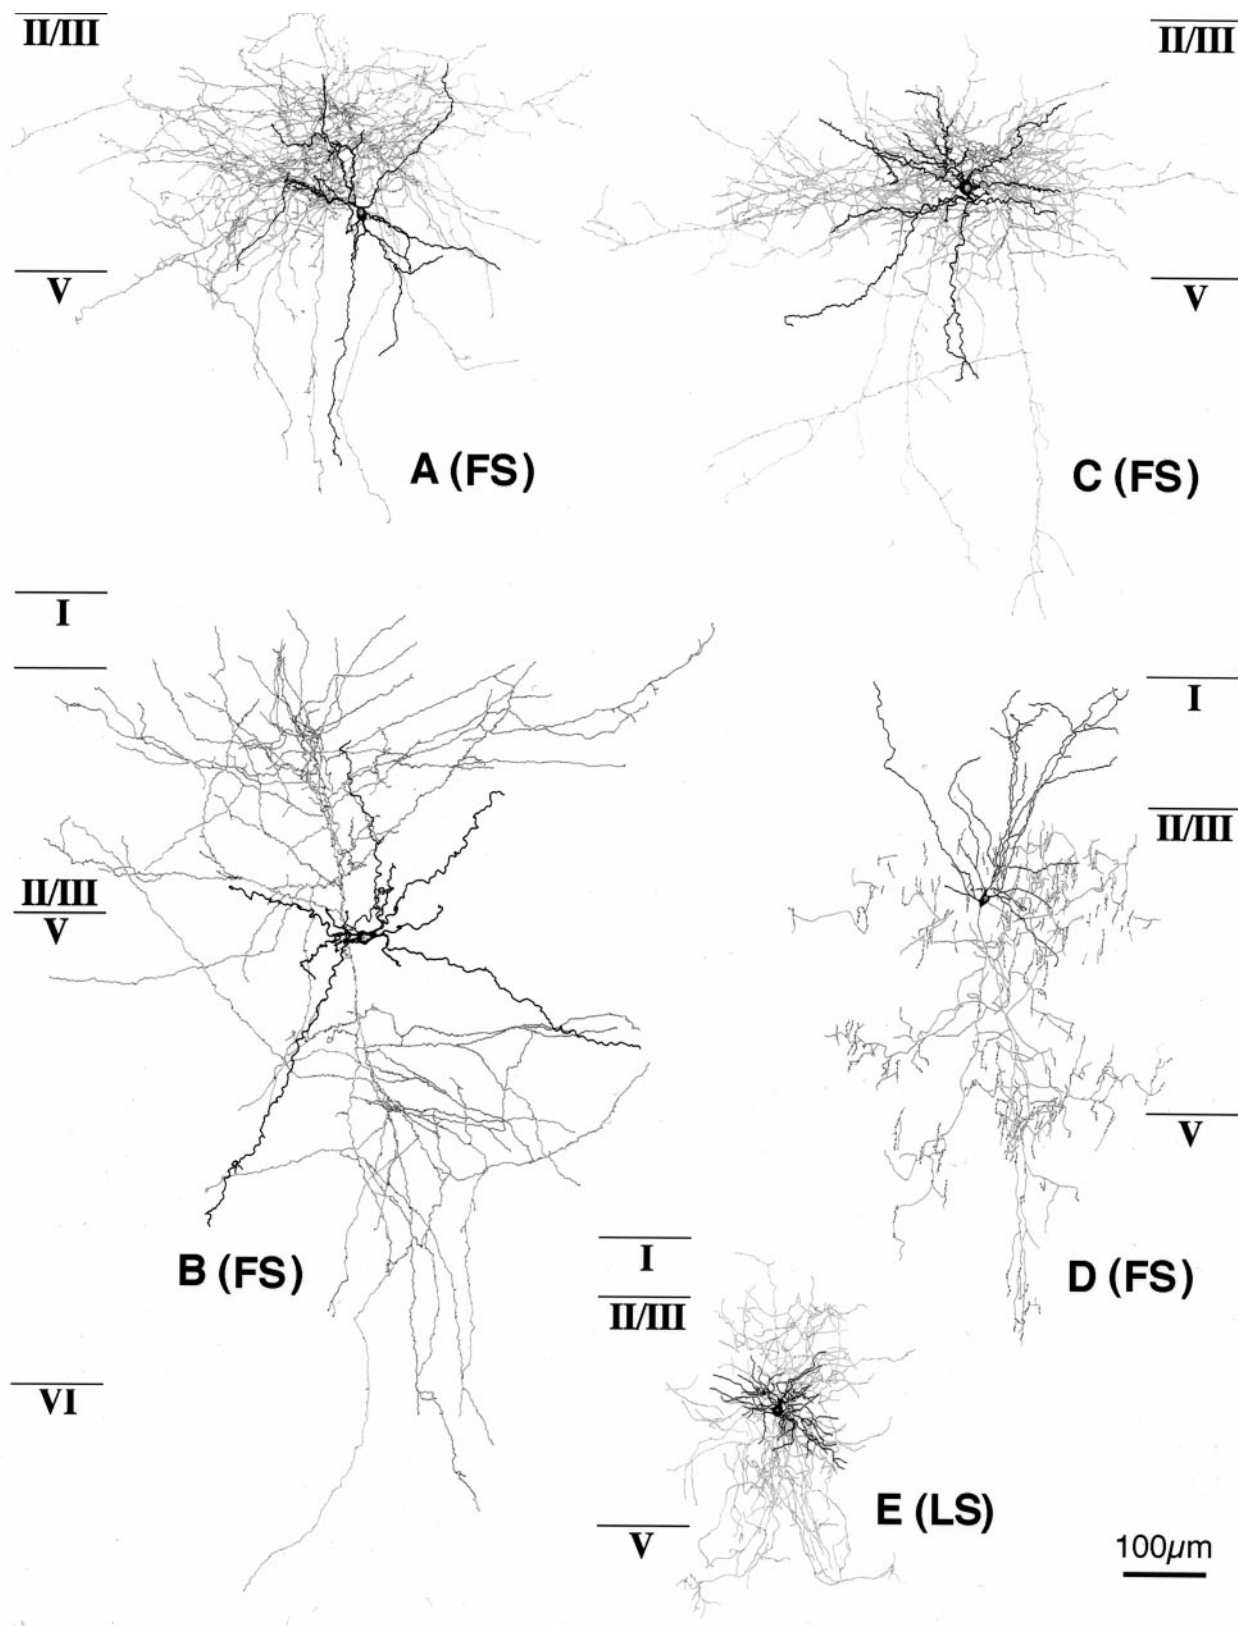 II/III
II/III
V
V
A (FS)
C (FS)
I
I
II/III
II/III
V
V
B (FS)
I
D (FS)
II/III
VI
E (LS)
V
100µm